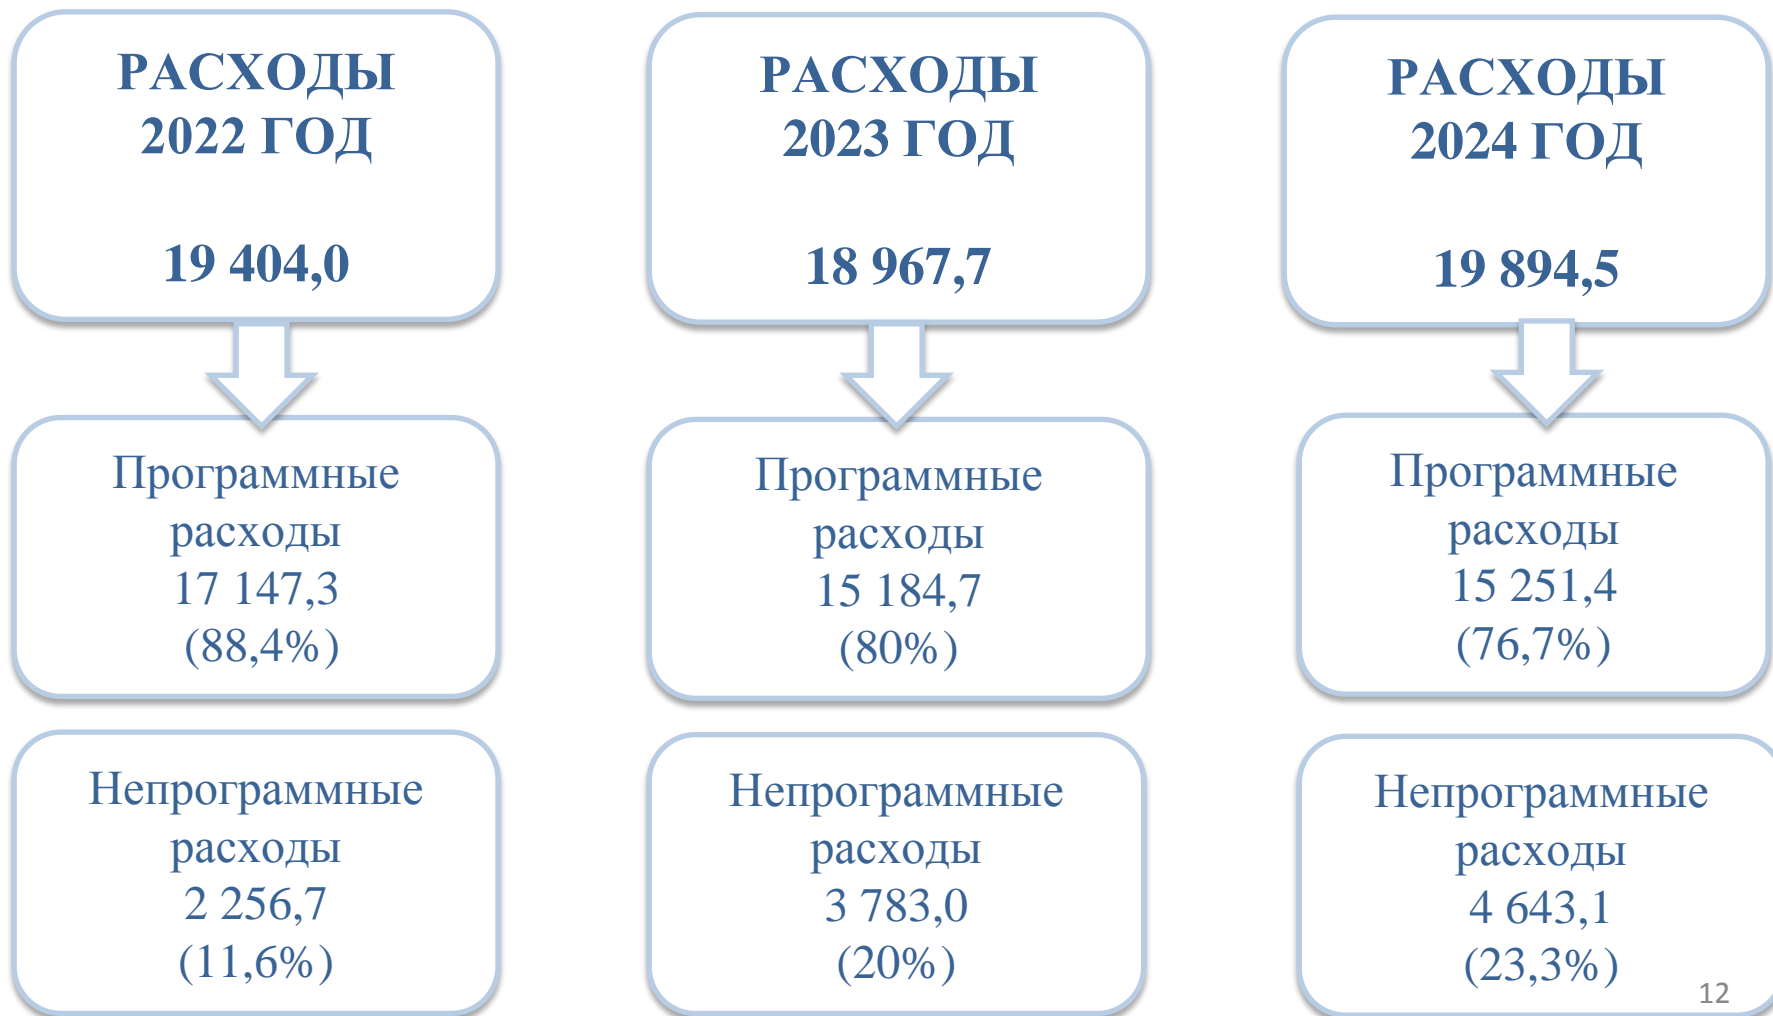 РАСХОДЫ
2022 ГОД
19 404,0
Программные
расходы
17 147,3
(88,4%)
Непрограммные
расходы
2 256,7
(11,6%)
РАСХОДЫ
2023 ГОД
18 967,7
Программные
расходы
15 184,7
(80%)
Непрограммные
расходы
3 783,0
(20%)
РАСХОДЫ
2024 ГОД
19 894,5
Программные
расходы
15 251,4
(76,7%)
Непрограммные
расходы
4 643,1
(23,3%)
12